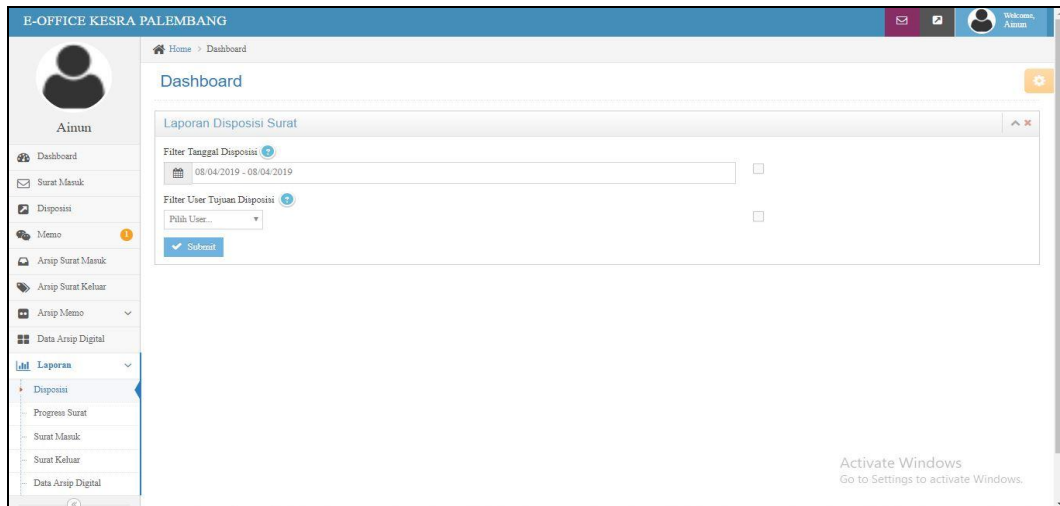 E-OFFICE KESRA PALEMBANG
Welcome,
Ainun
Home > Dashboard
Dashboard
Ainun
Dashboard
Surat Masuk
Disposisi
Memo 1
Arsip Surat Masuk
Arsip Surat Keluar
Arsip Memo
Data Arsip Digital
Laporan
Disposisi
Progress Surat
Surat Masuk
Surat Keluar
Data Arsip Digital
Laporan Disposisi Surat
Filter Tanggal Disposisi ?
08/04/2019 - 08/04/2019
Filter User Tujuan Disposisi ?
Pilih User...
Submit
Activate Windows
Go to Settings to activate Windows.